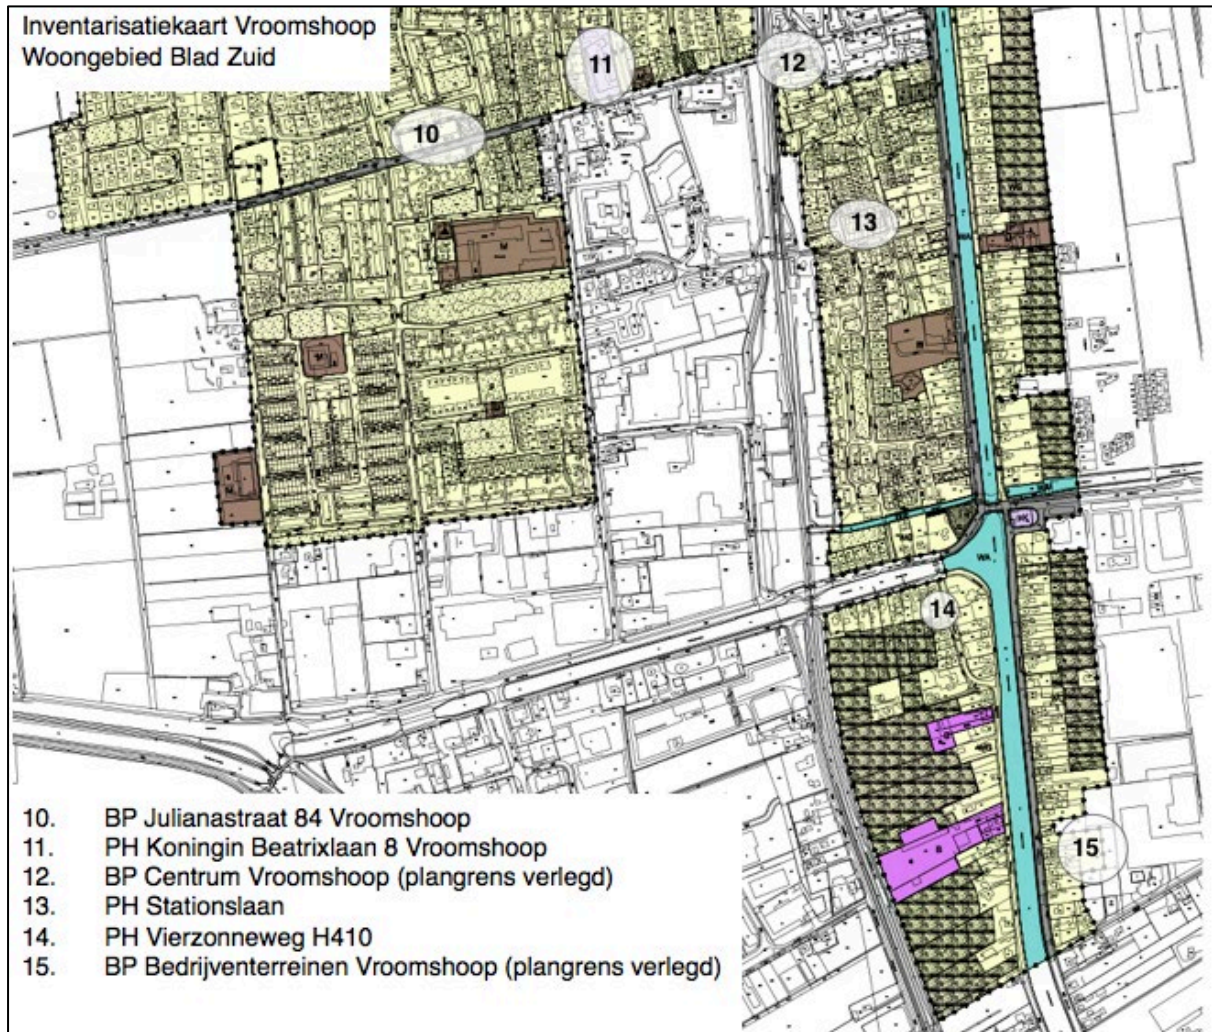 Inventarisatiekaart Vroomshoop
Woongebied Blad Zuid
11
12
10
13
14
15
10. BP Julianastraat 84 Vroomshoop
11. PH Koningin Beatrixlaan 8 Vroomshoop
12. BP Centrum Vroomshoop (plangrens verlegd)
13. PH Stationslaan
14. PH Vierzonneweg H410
15. BP Bedrijventerreinen Vroomshoop (plangrens verlegd)